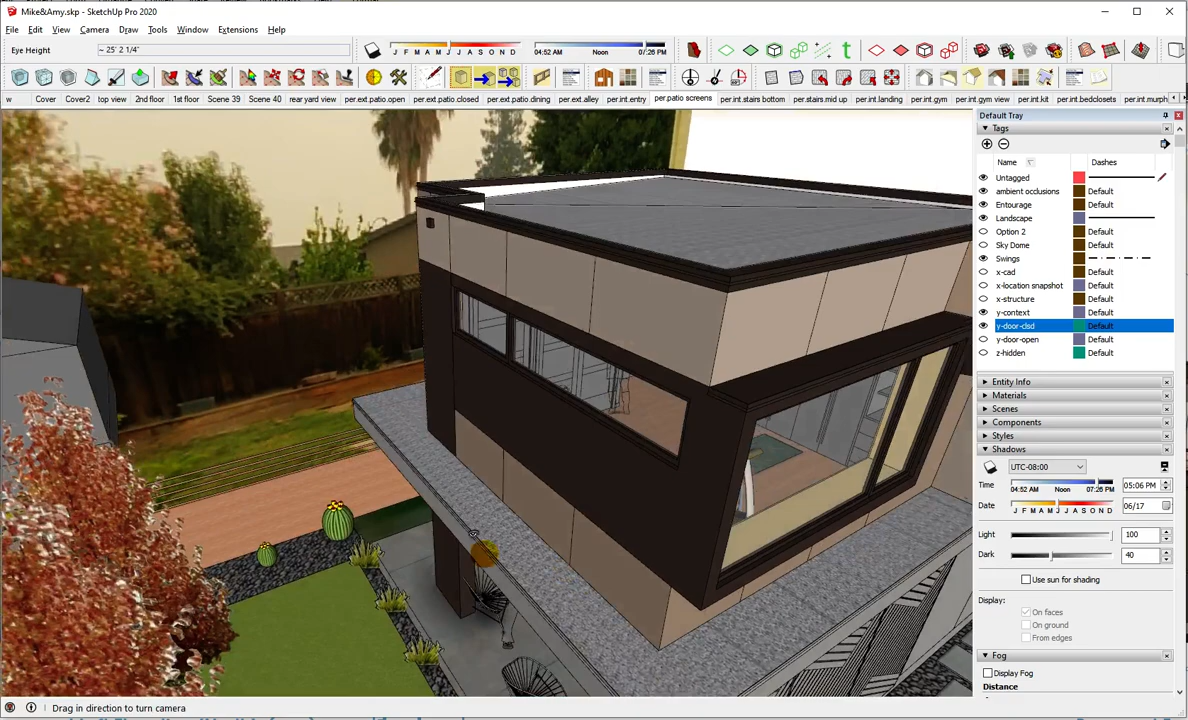 Mike&Amy.skp - SketchUp Pro 2020
File Edit View Camera Draw Tools Window Extensions Help
Eye Height ~ 25' 2 1/4" J F M A M J J A S O N D 04:52 AM Noon 07:26 PM
w Cover Cover2 top view 2nd floor 1st floor Scene 39 Scene 40 rear yard view per.ext.patio.open per.ext.patio.closed per.ext.patio.dining per.ext.alley per.int.entry per.patio screens per.int.stairs bottom per.stairs.mid up per.int.landing per.int.gym per.int.gym view per.int.kit per.int.bedclosets per.int.murph
Default Tray
Tags
Name Dashes
Untagged
ambient occlusions Default
Entourage Default
Landscape
Option 2 Default
Sky Dome Default
Swings
x-cad Default
x-location snapshot Default
x-structure Default
y-context Default
y-door-clsd Default
y-door-open Default
z-hidden Default
Entity Info
Materials
Scenes
Components
Styles
Shadows
UTC-08:00
Time 04:52 AM Noon 07:26 PM 05:06 PM
Date J F M A M J J A S O N D 06/17
Light 100
Dark 40
Use sun for shading
Display:
On faces
On ground
From edges
Fog
Display Fog
Distance
Drag in direction to turn camera